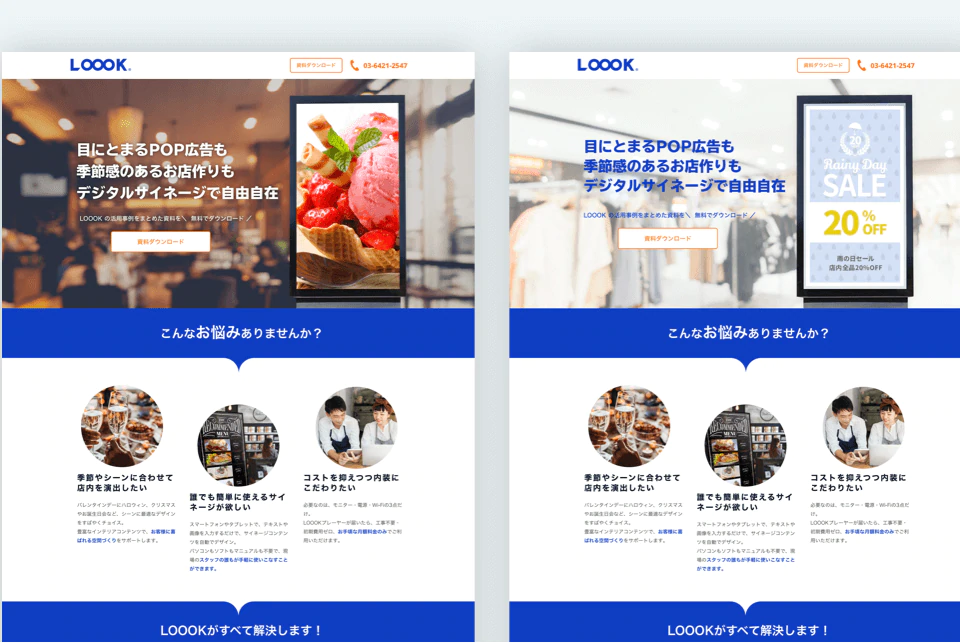 LOOOK
資料ダウンロード
03-6421-2547
目にとまるPOP広告も
季節感のあるお店作りも
デジタルサイネージで自由自在
LOOOK の活用事例をまとめた資料を＼ 無料でダウンロード ／
資料ダウンロード
こんなお悩みありませんか？
RECOMMENDED
MENU
季節やシーンに合わせて
店内を演出したい
バレンタインデーにハロウィン、クリスマス
やお誕生日会など、シーンに最適なデザイン
をすばやくチョイス。
豊富なインテリアコンテンツで、お客様に喜
ばれる空間づくりをサポートします。
誰でも簡単に使えるサイ
ネージが欲しい
スマートフォンやタブレットで、テキストや
画像を入力するだけで、サイネージコンテン
ツを自動でデザイン。
パソコンもソフトもマニュアルも不要で、現
場のスタッフの誰もが手軽に使いこなすこと
ができます。
コストを抑えつつ内装に
こだわりたい
必要なのは、モニター・電源・Wi-Fiの3点だ
け。
LOOOKプレーヤーが届いたら、工事不要・
初期費用ゼロ、お手頃な月額料金のみでご利
用いただけます。
LOOOKがすべて解決します！
LOOOK
資料ダウンロード
03-6421-2547
目にとまるPOP広告も
季節感のあるお店作りも
デジタルサイネージで自由自在
LOOOK の活用事例をまとめた資料を＼ 無料でダウンロード ／
資料ダウンロード
20
Rainy Day
SALE
20%
OFF
雨の日セール
店内全品20%OFF
こんなお悩みありませんか？
RECOMMENDED
MENU
季節やシーンに合わせて
店内を演出したい
バレンタインデーにハロウィン、クリスマス
やお誕生日会など、シーンに最適なデザイン
をすばやくチョイス。
豊富なインテリアコンテンツで、お客様に喜
ばれる空間づくりをサポートします。
誰でも簡単に使えるサイ
ネージが欲しい
スマートフォンやタブレットで、テキストや
画像を入力するだけで、サイネージコンテン
ツを自動でデザイン。
パソコンもソフトもマニュアルも不要で、現
場のスタッフの誰もが手軽に使いこなすこと
ができます。
コストを抑えつつ内装に
こだわりたい
必要なのは、モニター・電源・Wi-Fiの3点だ
け。
LOOOKプレーヤーが届いたら、工事不要・
初期費用ゼロ、お手頃な月額料金のみでご利
用いただけます。
LOOOKがすべて解決します！